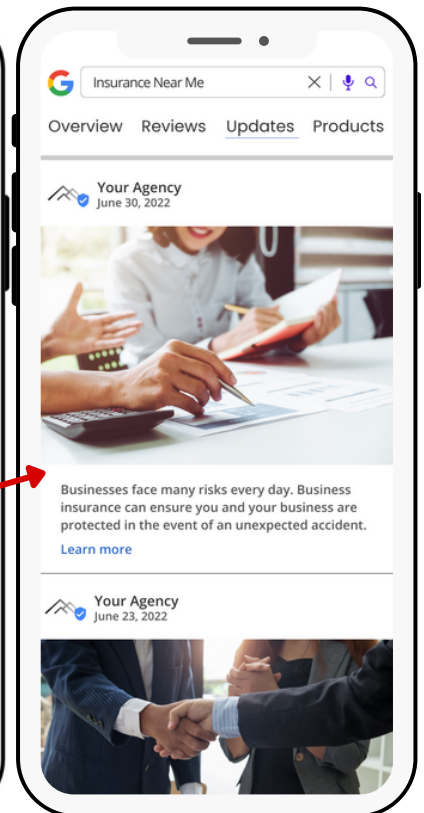 Insurance Near Me
Overview Reviews Updates Products
Your Agency
June 30, 2022
Businesses face many risks every day. Business
insurance can ensure you and your business are
protected in the event of an unexpected accident.
Learn more
Your Agency
June 23, 2022